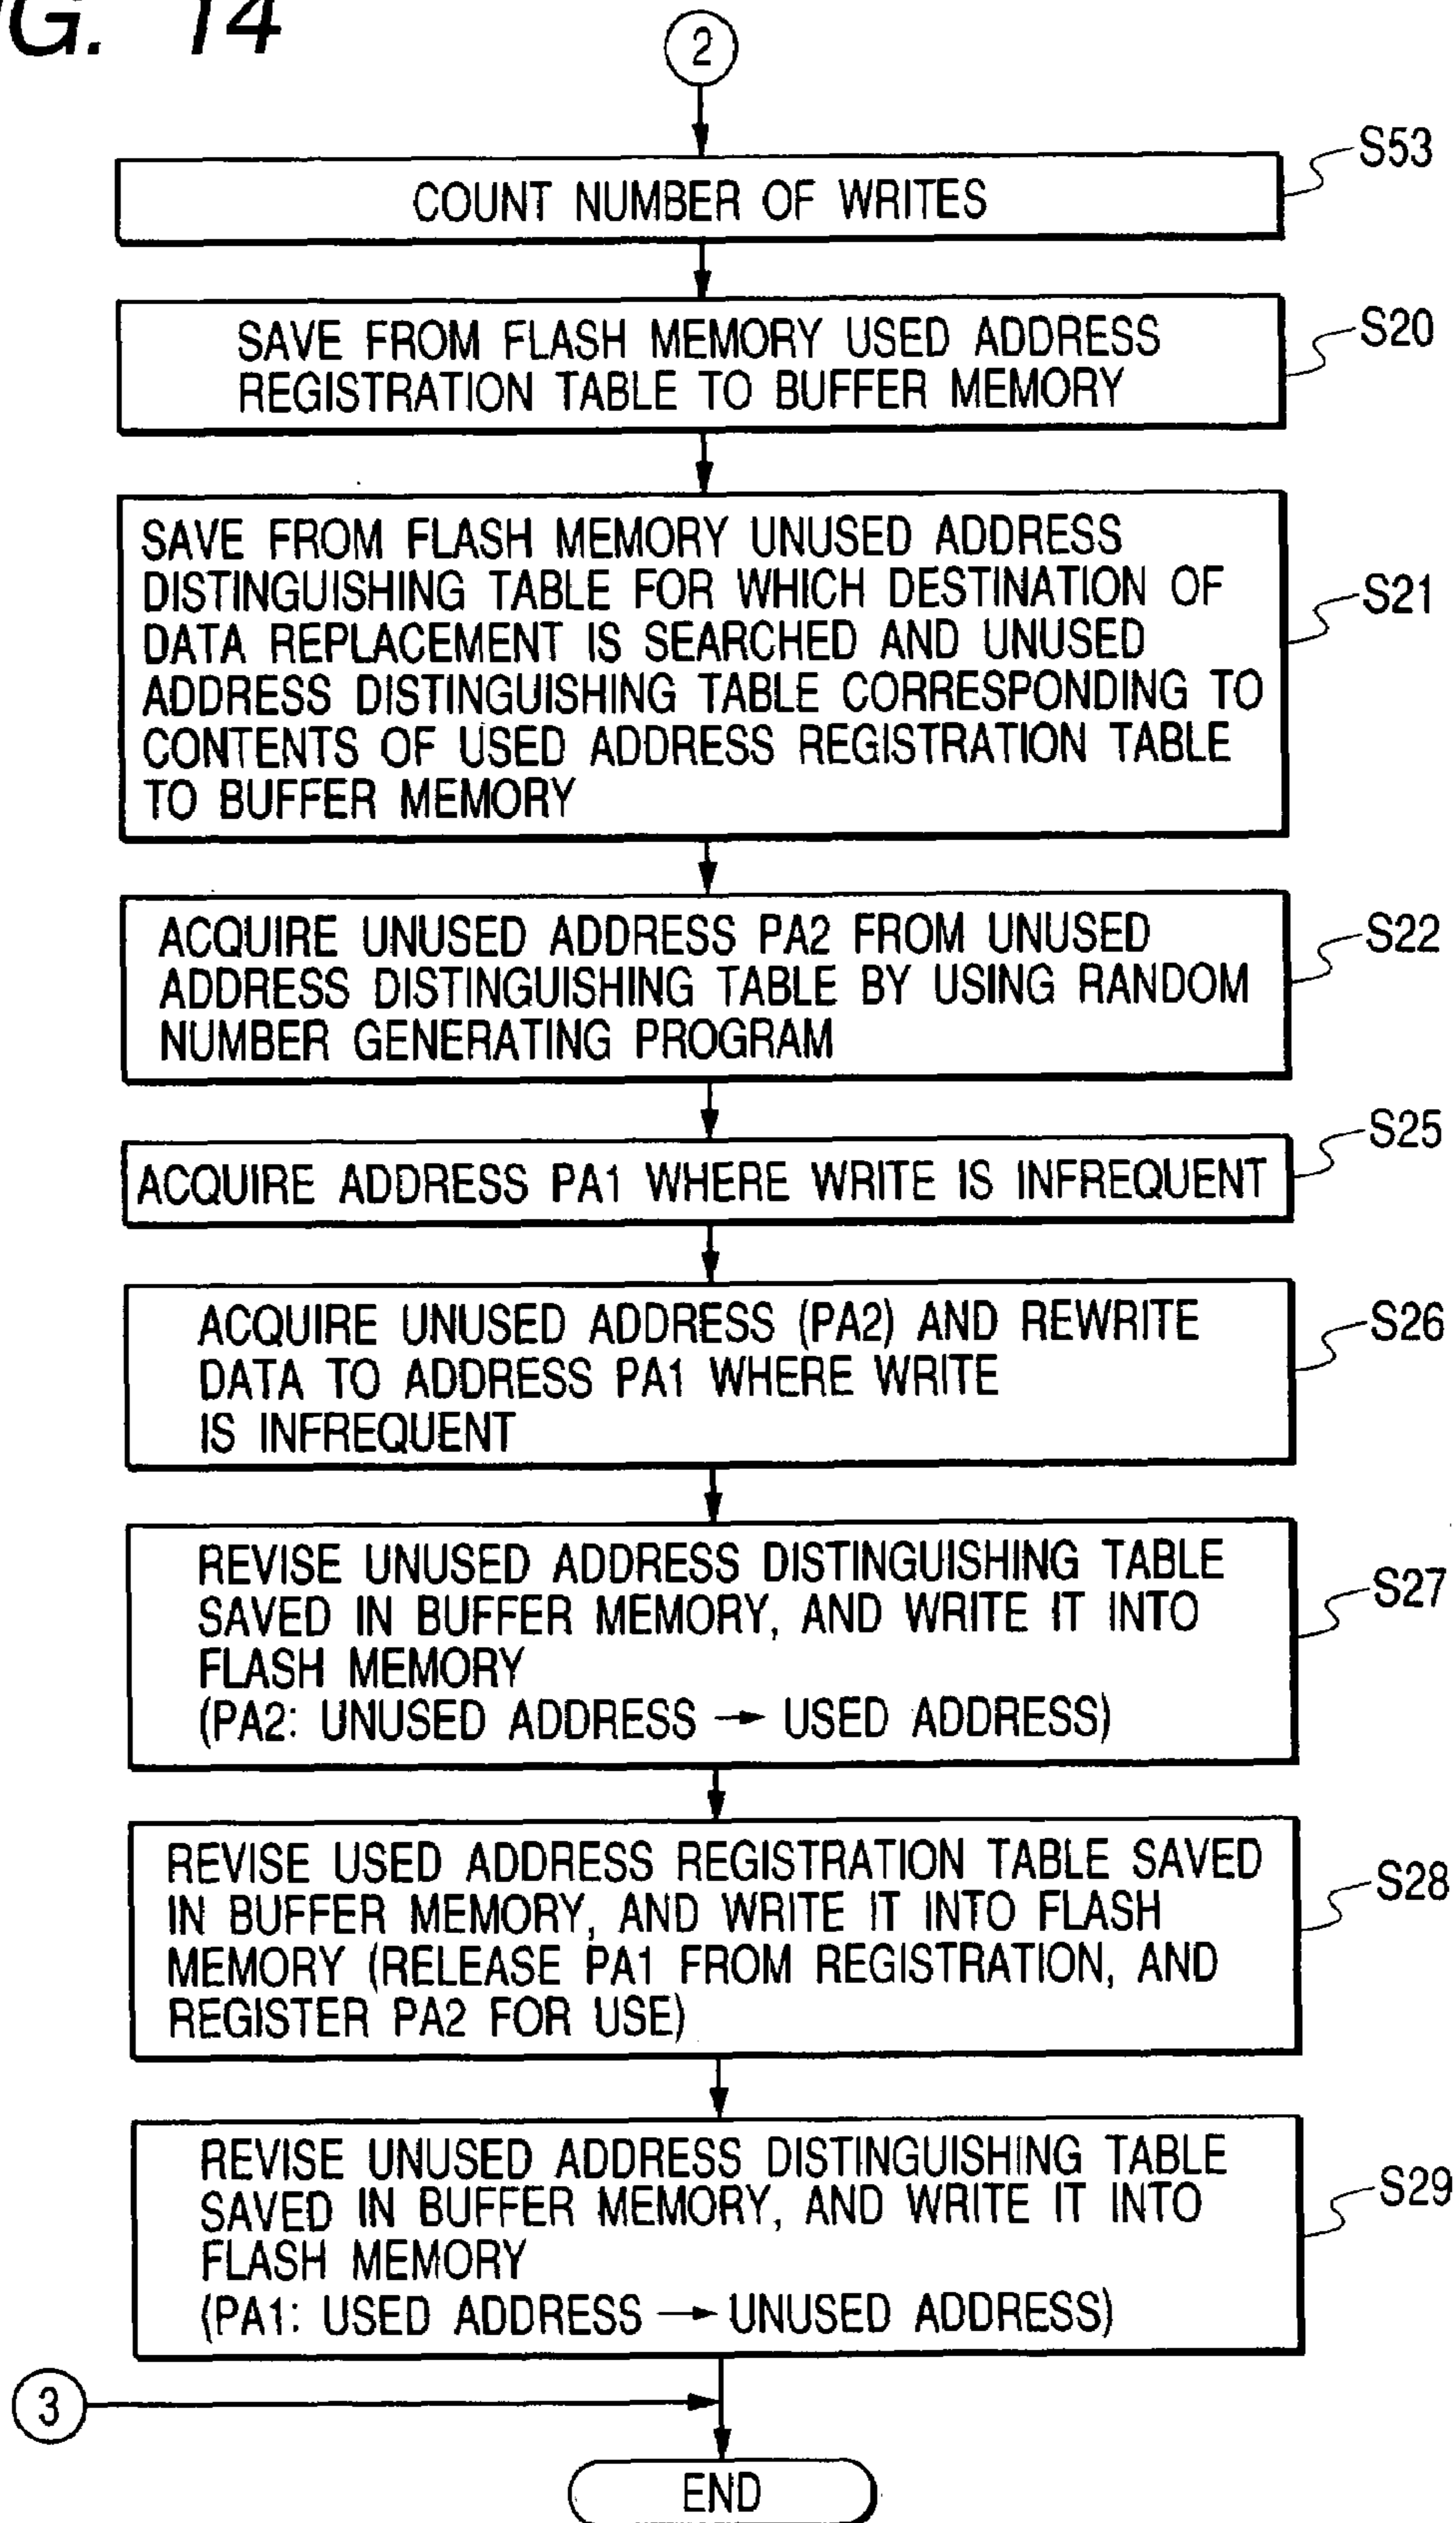 G. 14
2
COUNT NUMBER OF WRITES
S53
SAVE FROM FLASH MEMORY USED ADDRESS
REGISTRATION TABLE TO BUFFER MEMORY
S20
SAVE FROM FLASH MEMORY UNUSED ADDRESS
DISTINGUISHING TABLE FOR WHICH DESTINATION OF
DATA REPLACEMENT IS SEARCHED AND UNUSED
ADDRESS DISTINGUISHING TABLE CORRESPONDING TO
CONTENTS OF USED ADDRESS REGISTRATION TABLE
TO BUFFER MEMORY
S21
ACQUIRE UNUSED ADDRESS PA2 FROM UNUSED
ADDRESS DISTINGUISHING TABLE BY USING RANDOM
NUMBER GENERATING PROGRAM
S22
ACQUIRE ADDRESS PA1 WHERE WRITE IS INFREQUENT
S25
ACQUIRE UNUSED ADDRESS (PA2) AND REWRITE
DATA TO ADDRESS PA1 WHERE WRITE
IS INFREQUENT
S26
REVISE UNUSED ADDRESS DISTINGUISHING TABLE
SAVED IN BUFFER MEMORY, AND WRITE IT INTO
FLASH MEMORY
(PA2: UNUSED ADDRESS → USED ADDRESS)
S27
REVISE USED ADDRESS REGISTRATION TABLE SAVED
IN BUFFER MEMORY, AND WRITE IT INTO FLASH
MEMORY (RELEASE PA1 FROM REGISTRATION, AND
REGISTER PA2 FOR USE)
S28
REVISE UNUSED ADDRESS DISTINGUISHING TABLE
SAVED IN BUFFER MEMORY, AND WRITE IT INTO
FLASH MEMORY
(PA1: USED ADDRESS → UNUSED ADDRESS)
S29
3
END